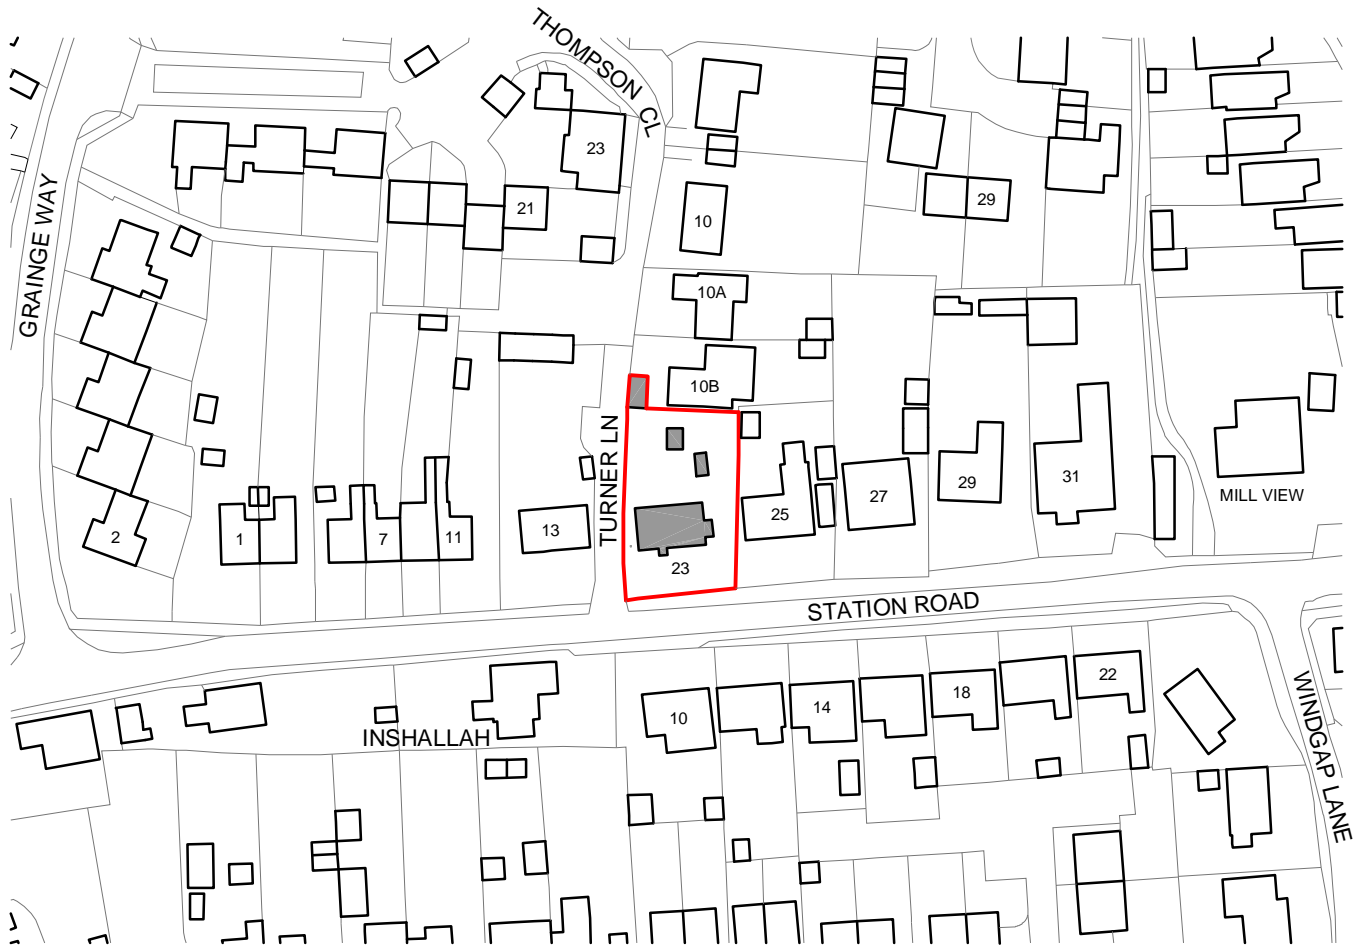 THOMPSON CL
23
GRAINGE WAY
21
29
10
10A
10B
TURNER LN
2
1
7
11
13
23
25
27
29
31
MILL VIEW
STATION ROAD
INSHALLAH
10
14
18
22
WINDGAP LANE